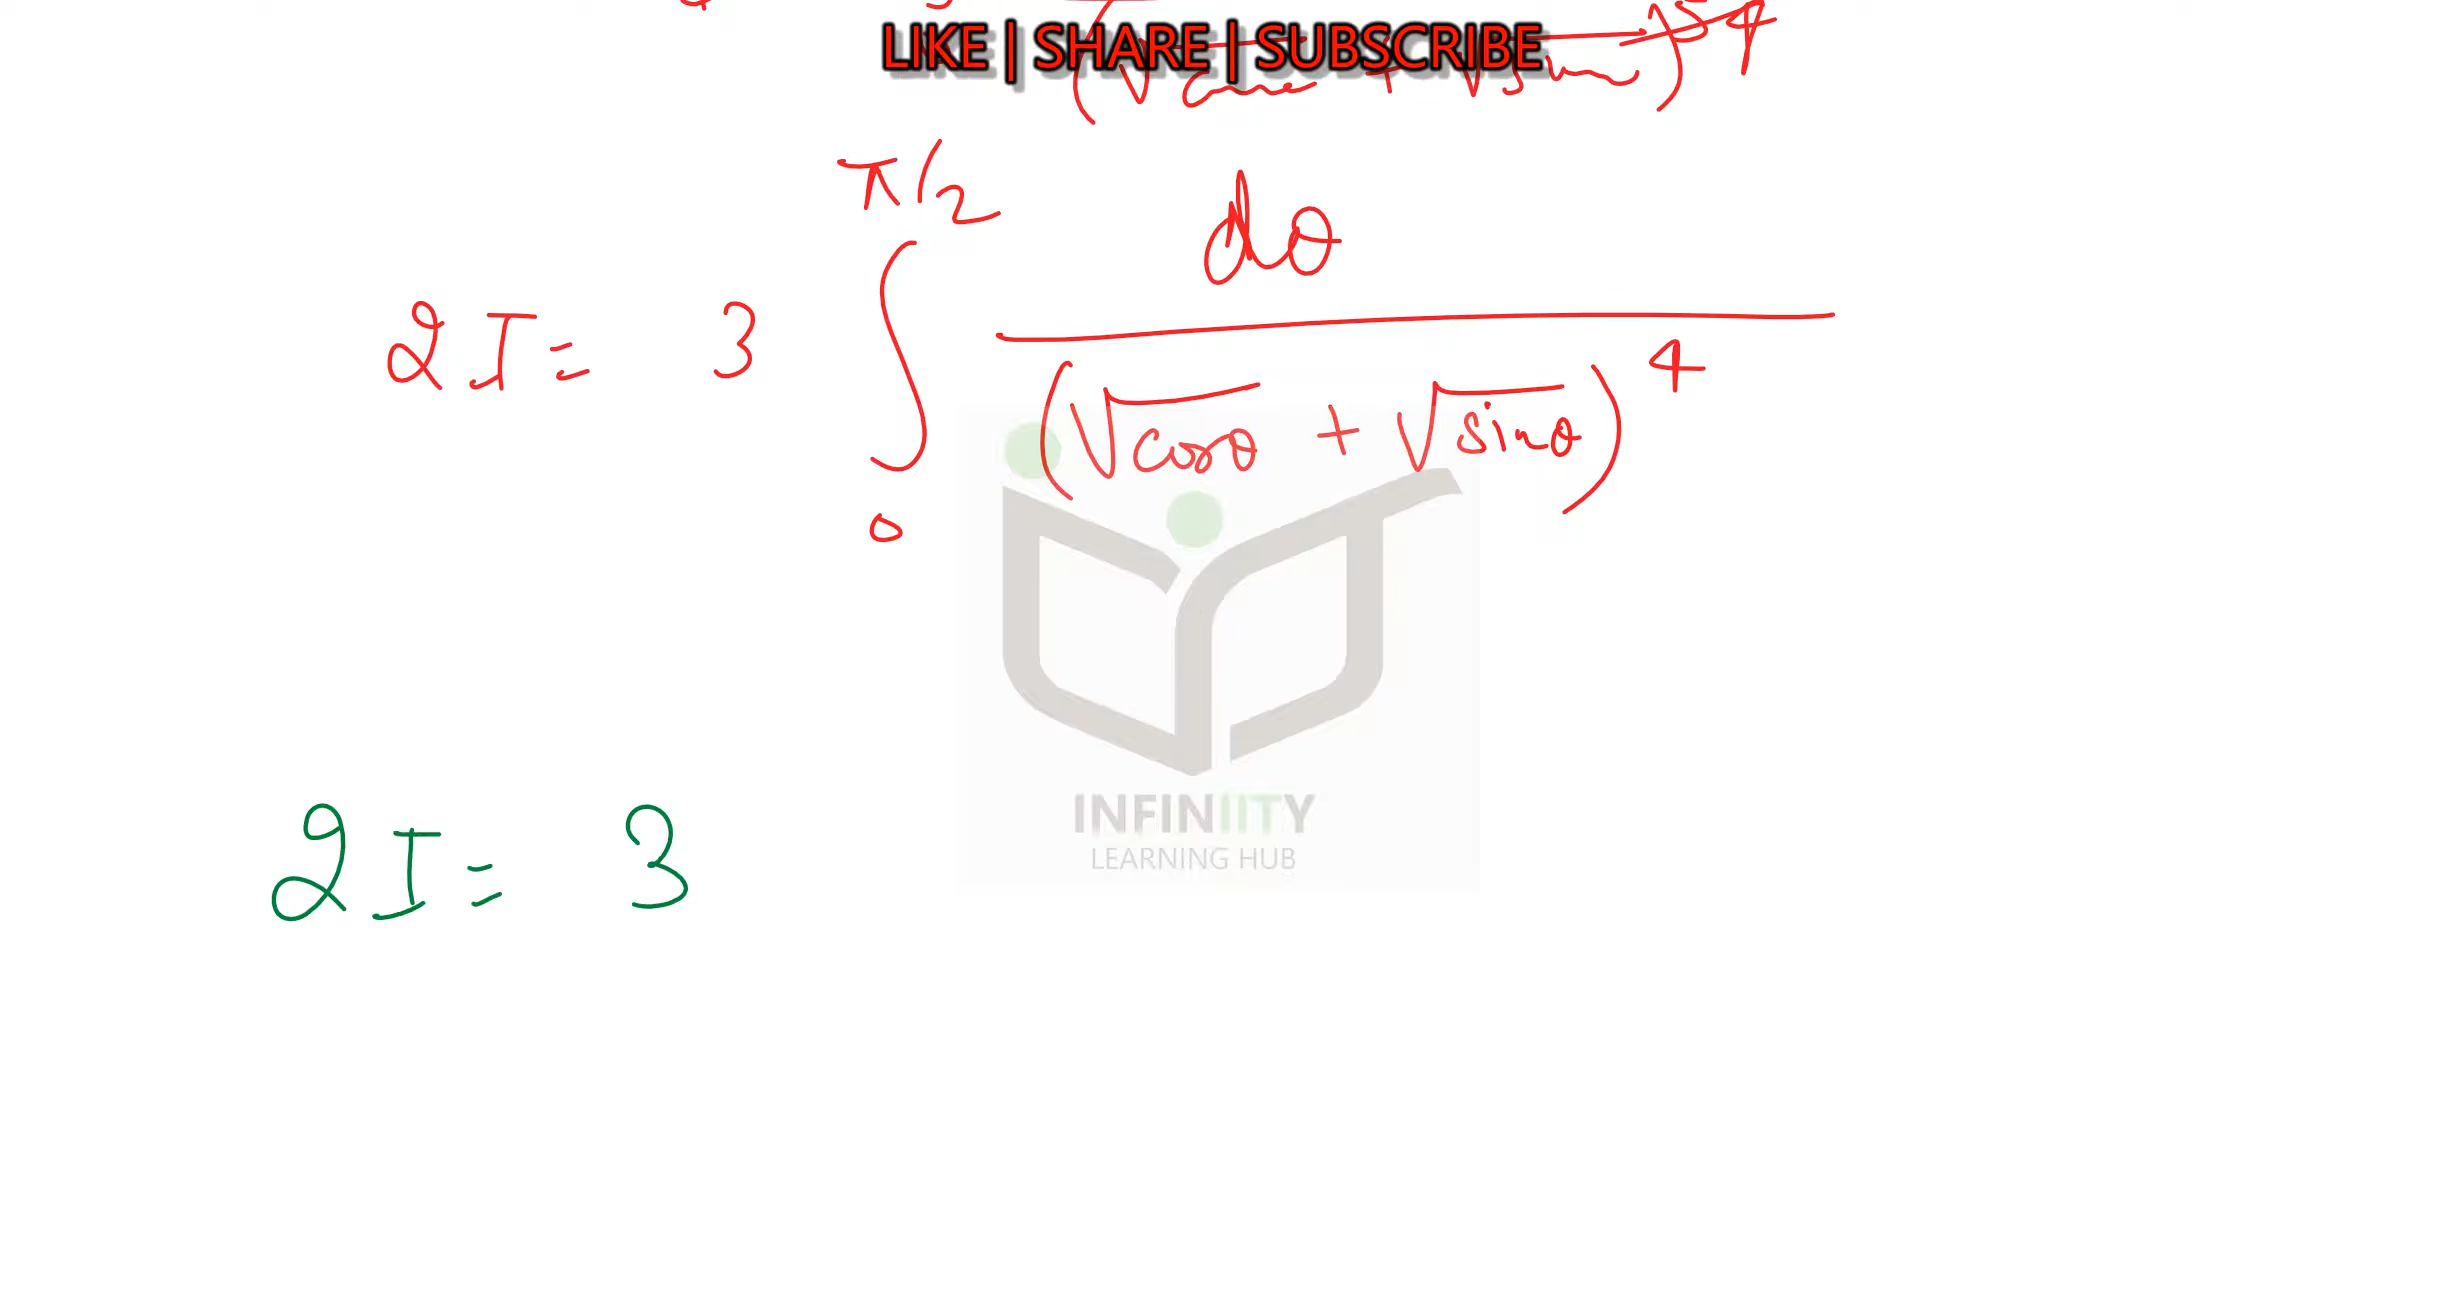 LIKE | SHARE | SUBSCRIBE
π/2
2I = 3 ∫ dθ
(√cosθ + √sinθ)^4
0
INFINIITY
LEARNING HUB
2I = 3